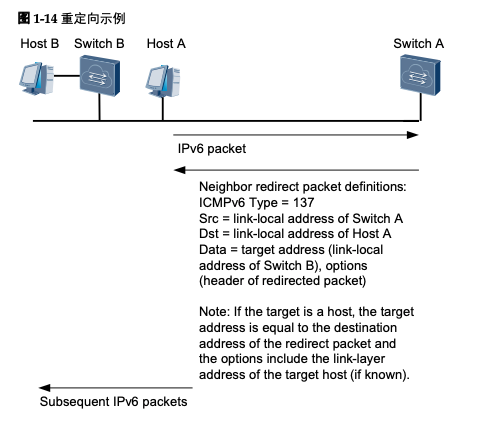 图 1-14 重定向示例
Host B Switch B Host A Switch A
IPv6 packet
Neighbor redirect packet definitions:
ICMPv6 Type = 137
Src = link-local address of Switch A
Dst = link-local address of Host A
Data = target address (link-local
address of Switch B), options
(header of redirected packet)
Note: If the target is a host, the target
address is equal to the destination
address of the redirect packet and
the options include the link-layer
address of the target host (if known).
Subsequent IPv6 packets